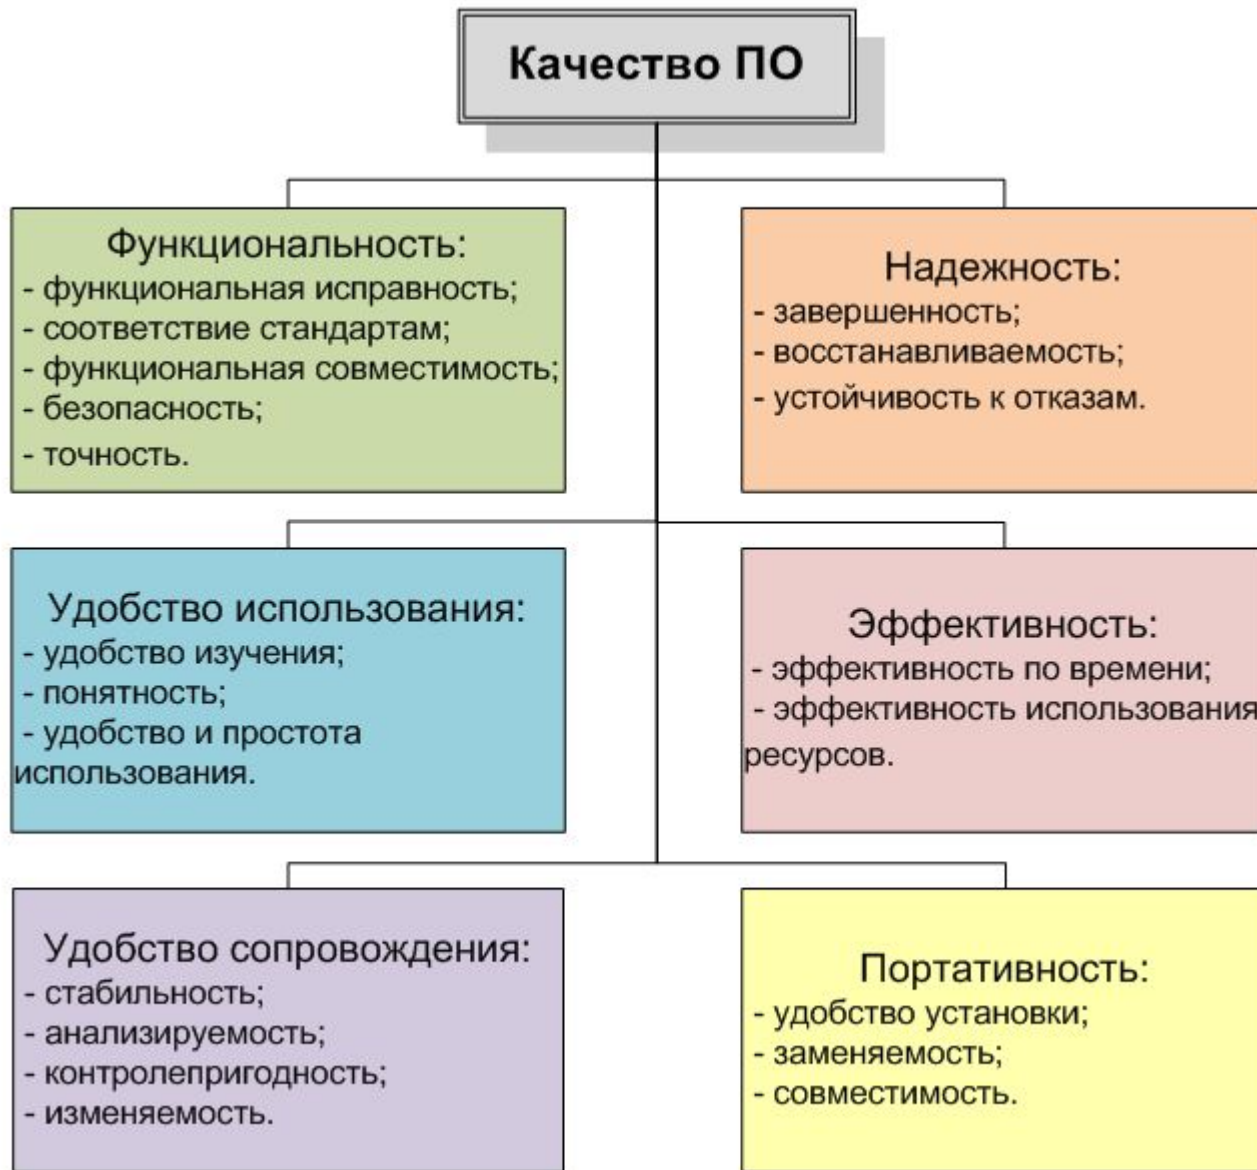 Качество ПО
Функциональность:
- функциональная исправность;
- соответствие стандартам;
- функциональная совместимость;
- безопасность;
- точность.
Надежность:
- завершенность;
- восстанавливаемость;
- устойчивость к отказам.
Удобство использования:
- удобство изучения;
- понятность;
- удобство и простота
использования.
Эффективность:
- эффективность по времени;
- эффективность использования
ресурсов.
Удобство сопровождения:
- стабильность;
- анализируемость;
- контролепригодность;
- изменяемость.
Портативность:
- удобство установки;
- заменяемость;
- совместимость.